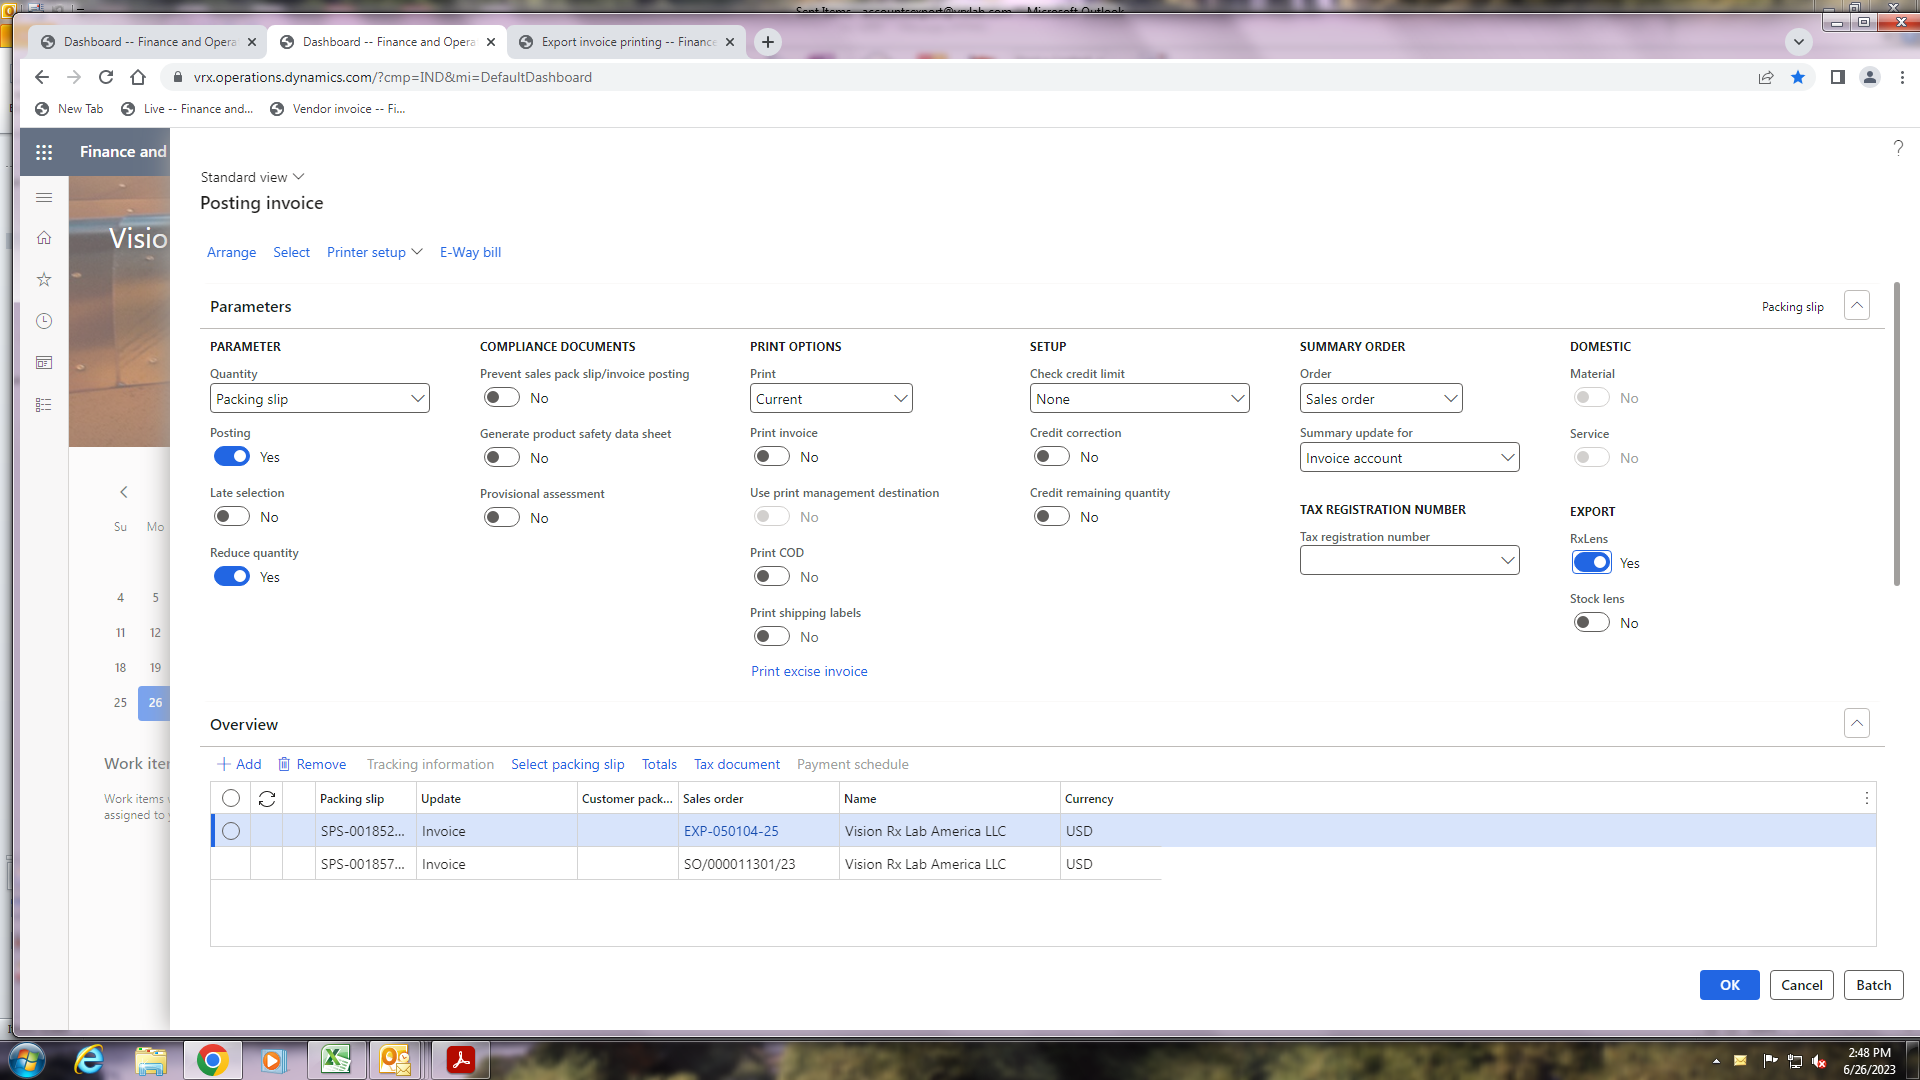 Sent Items - accountsexport@vrxlab.com - Microsoft Outlook
Dashboard -- Finance and Opera
Dashboard -- Finance and Opera
Export invoice printing -- Finance
vrx.operations.dynamics.com/?cmp=IND&mi=DefaultDashboard
New Tab
Live -- Finance and...
Vendor invoice -- Fi...
Finance and
?
Visio
Standard view
Posting invoice
Arrange Select Printer setup E-Way bill
Parameters
Packing slip
PARAMETER
Quantity
Packing slip
Posting
Yes
Late selection
No
Reduce quantity
Yes
COMPLIANCE DOCUMENTS
Prevent sales pack slip/invoice posting
No
Generate product safety data sheet
No
Provisional assessment
No
PRINT OPTIONS
Print
Current
Print invoice
No
Use print management destination
No
Print COD
No
Print shipping labels
No
Print excise invoice
SETUP
Check credit limit
None
Credit correction
No
Credit remaining quantity
No
SUMMARY ORDER
Order
Sales order
Summary update for
Invoice account
TAX REGISTRATION NUMBER
Tax registration number
DOMESTIC
Material
No
Service
No
EXPORT
RxLens
Yes
Stock lens
No
Su Mo
4 5
11 12
18 19
25 26
Work iter
Work items
assigned to
Overview
Add Remove Tracking information Select packing slip Totals Tax document Payment schedule
Packing slip Update Customer pack... Sales order Name Currency
SPS-001852... Invoice EXP-050104-25 Vision Rx Lab America LLC USD
SPS-001857... Invoice SO/000011301/23 Vision Rx Lab America LLC USD
OK Cancel Batch
2:48 PM
6/26/2023